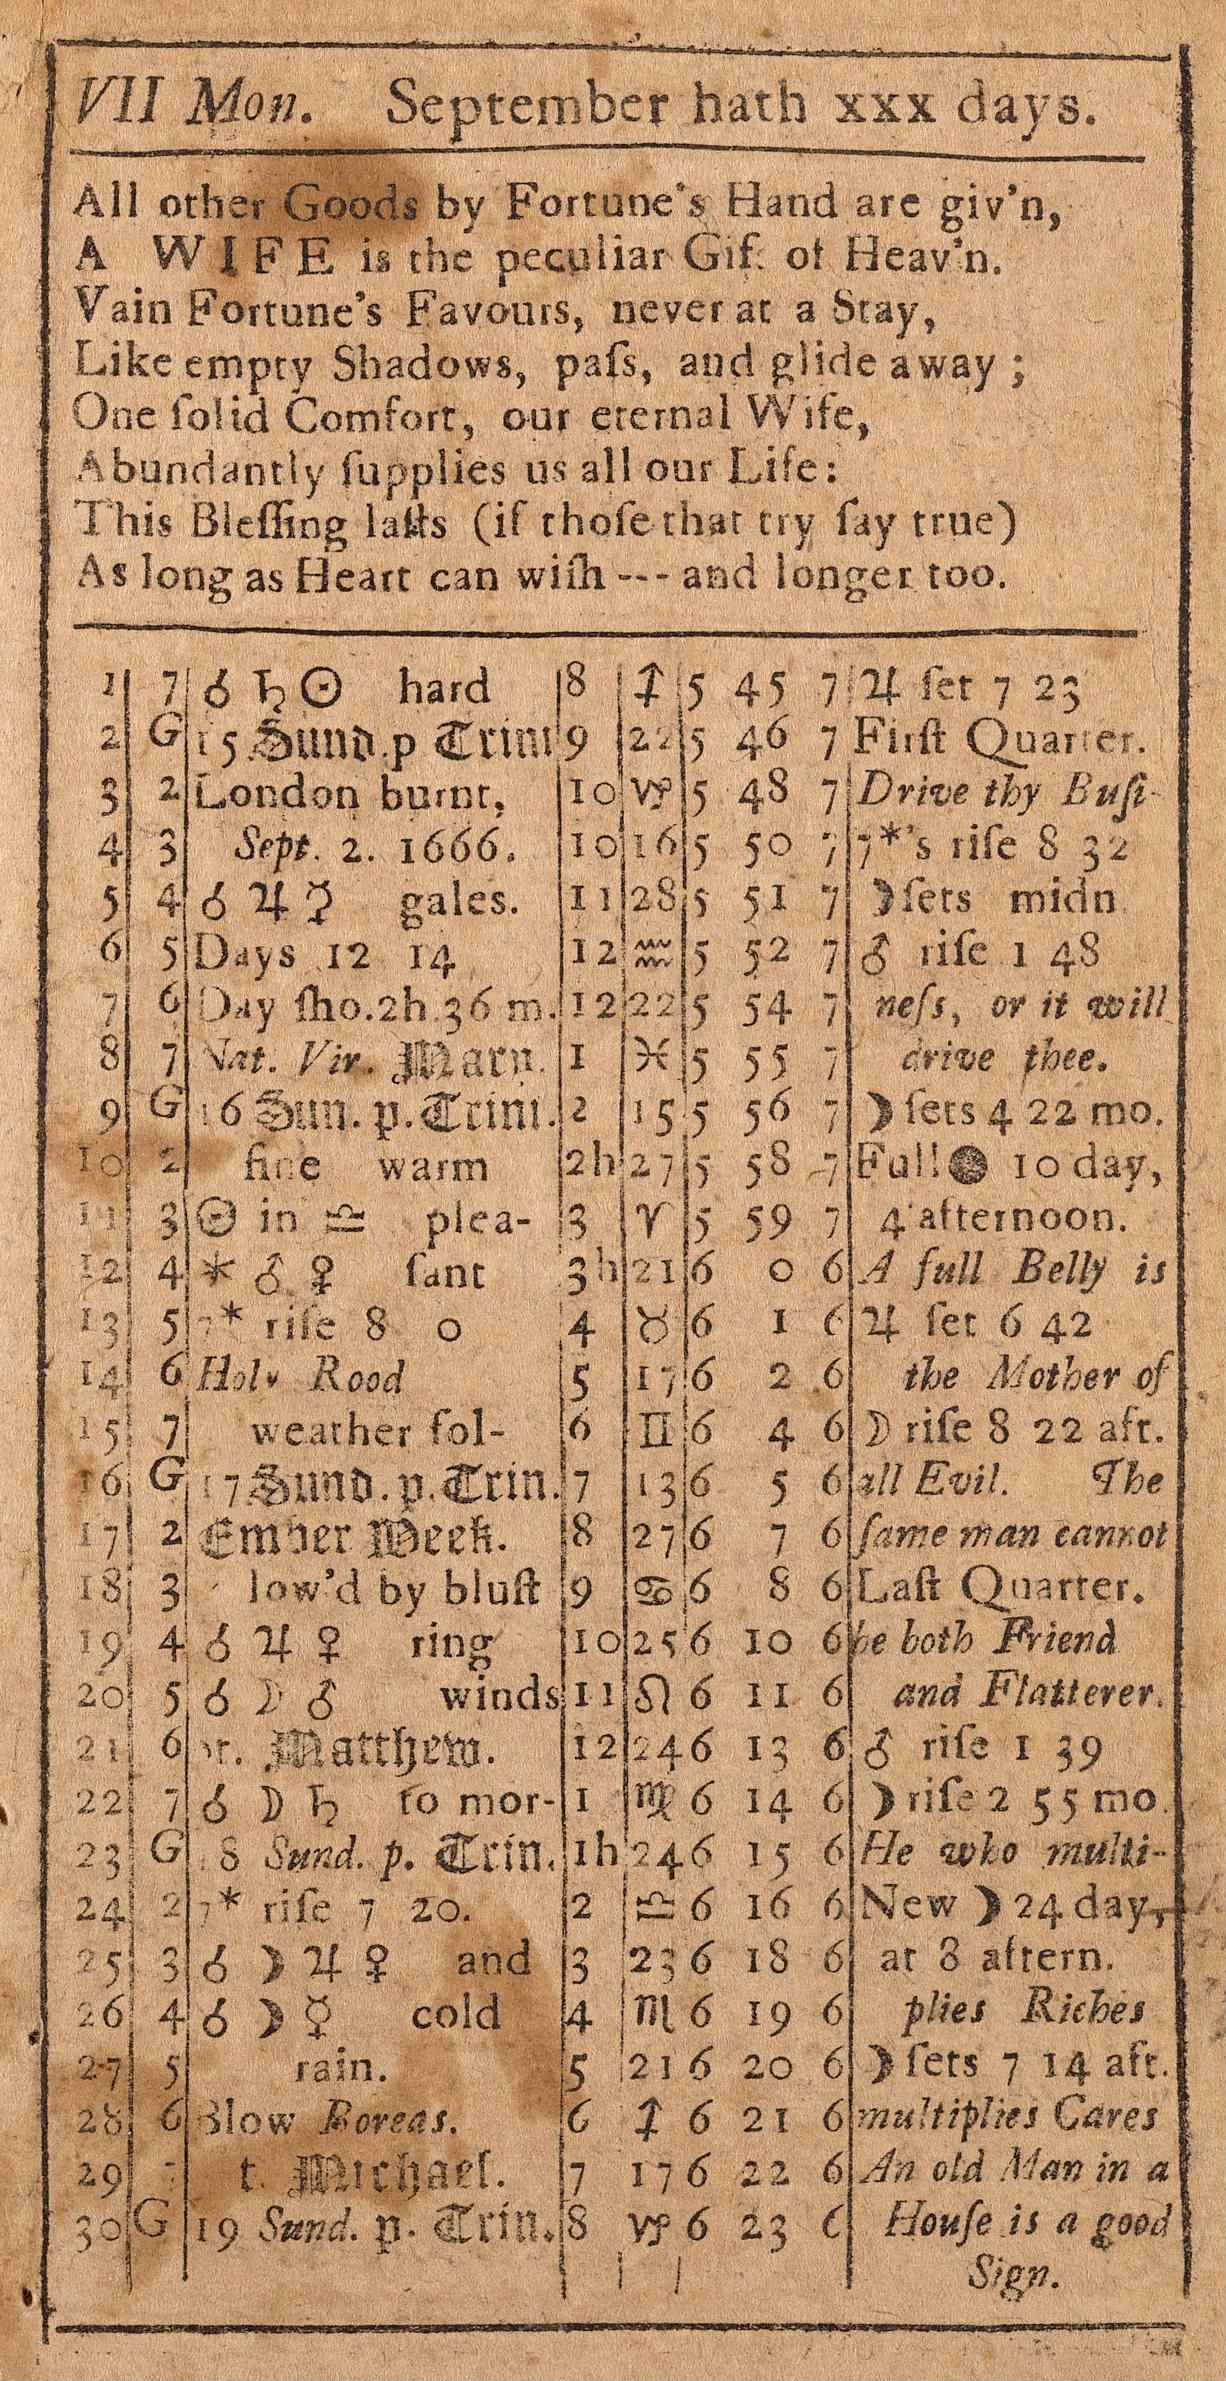 VII Mon. September hath xxx days.
All other Goods by Fortune's Hand are giv'n,
A WIFE is the peculiar Gif of Heav'n.
Vain Fortune's Favours, never at a Stay,
Like empty Shadows, paſs, and glide away ;
One ſolid Comfort, our eternal Wife,
Abundantly ſupplies us all our Life:
This Bleſſing laſts (if thoſe that try ſay true)
As long as Heart can wiſh --- and longer too.
1 7 ☌ ♄ ☉ hard 8 ♐ 5 45 7 ♃ ſet 7 23
2 G 15 Sund. p Trini 9 22 5 46 7 Firſt Quarter.
3 2 London burnt, 10 ♑ 5 48 7 Drive thy Buſi-
4 3 Sept. 2. 1666. 10 16 5 50 7 7*'s riſe 8 32
5 4 ☌ ♃ ☿ gales. 11 28 5 51 7 ☽ ſets midn
6 5 Days 12 14 12 ♒ 5 52 7 ♂ riſe 1 48
7 6 Day ſho. 2h 36 m. 12 22 5 54 7 neſs, or it will
8 7 Nat. Vir. Mary. 1 ♓ 5 55 7 drive thee.
9 G 16 Sun. p. Trini. 2 15 5 56 7 ☽ ſets 4 22 mo.
10 2 fine warm 2h 27 5 58 7 Full ● 10 day,
11 3 ☉ in ♎ plea- 3 ♈ 5 59 7 4 afternoon.
12 4 ⚹ ♂ ♀ ſant 3h 21 6 0 6 A full Belly is
13 5 7* riſe 8 0 4 ♉ 6 1 6 ♃ ſet 6 42
14 6 Holy Rood 5 17 6 2 6 the Mother of
15 7 weather fol- 6 ♊ 6 4 6 ☽ riſe 8 22 aft.
16 G 17 Sund. p. Trin. 7 13 6 5 6 all Evil. The
17 2 Ember Week. 8 27 6 7 6 ſame man cannot
18 3 low'd by bluſt 9 ♋ 6 8 6 Laſt Quarter.
19 4 ☌ ♃ ♀ ring 10 25 6 10 6 be both Friend
20 5 ☌ ☽ ♂ winds 11 ♌ 6 11 6 and Flatterer.
21 6 St. Matthew. 12 24 6 13 6 ♂ riſe 1 39
22 7 ☌ ☽ ♄ to mor- 1 ♍ 6 14 6 ☽ riſe 2 55 mo.
23 G 18 Sund. p. Trin. 1h 24 6 15 6 He who multi-
24 2 7* riſe 7 20. 2 ♎ 6 16 6 New ☽ 24 day,
25 3 ☌ ☽ ♃ ♀ and 3 23 6 18 6 at 8 aftern.
26 4 ☌ ☽ ☿ cold 4 ♏ 6 19 6 plies Riches
27 5 rain. 5 21 6 20 6 ☽ ſets 7 14 aft.
28 6 Blow Boreas. 6 ♐ 6 21 6 multiplies Cares
29 t. Michael. 7 17 6 22 6 An old Man in a
30 G 19 Sund. p. Trin. 8 ♑ 6 23 6 Houſe is a good
Sign.